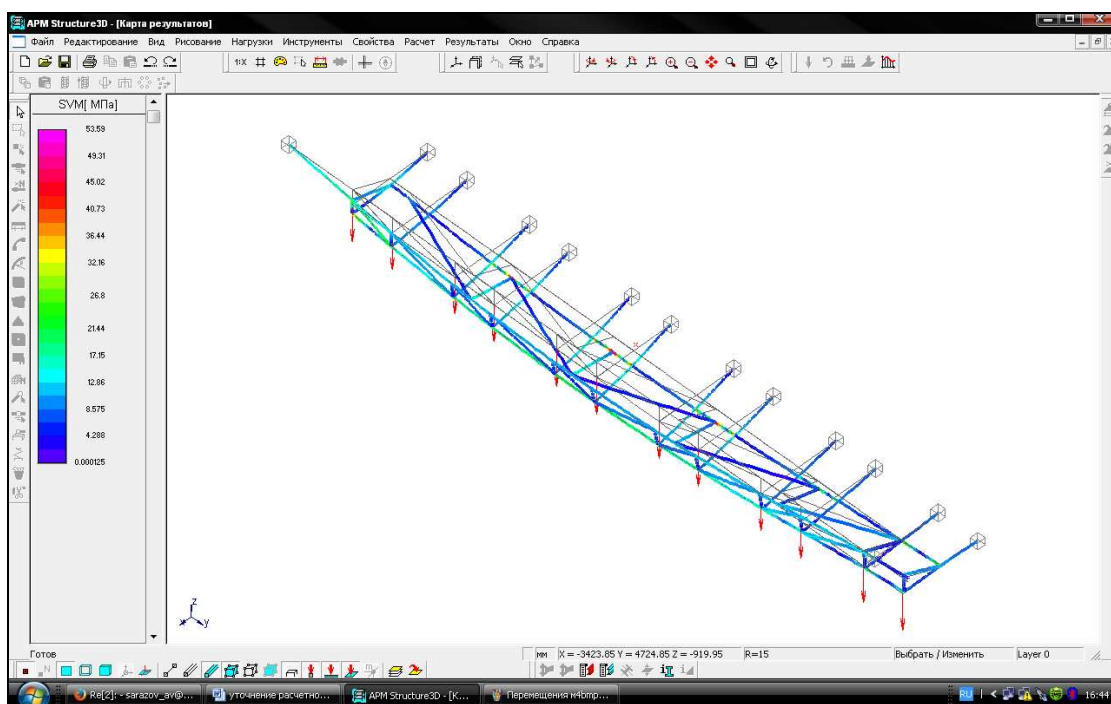 APM Structure3D - [Карта результатов]
Файл Редактирование Вид Рисование Нагрузки Инструменты Свойства Расчет Результаты Окно Справка
SVM[ МПа]
53.59
49.31
45.02
40.73
36.44
32.16
26.8
21.44
17.15
12.86
8.575
4.288
0.000125
z
x
y
Готов
мм X = -3423.85 Y = 4724.85 Z = -919.95 R=15 Выбрать / Изменить Layer 0
Re[2]: - sarazov_av@... уточнение расчетно... APM Structure3D - [К... Перемещения м4bmp... RU 16:44